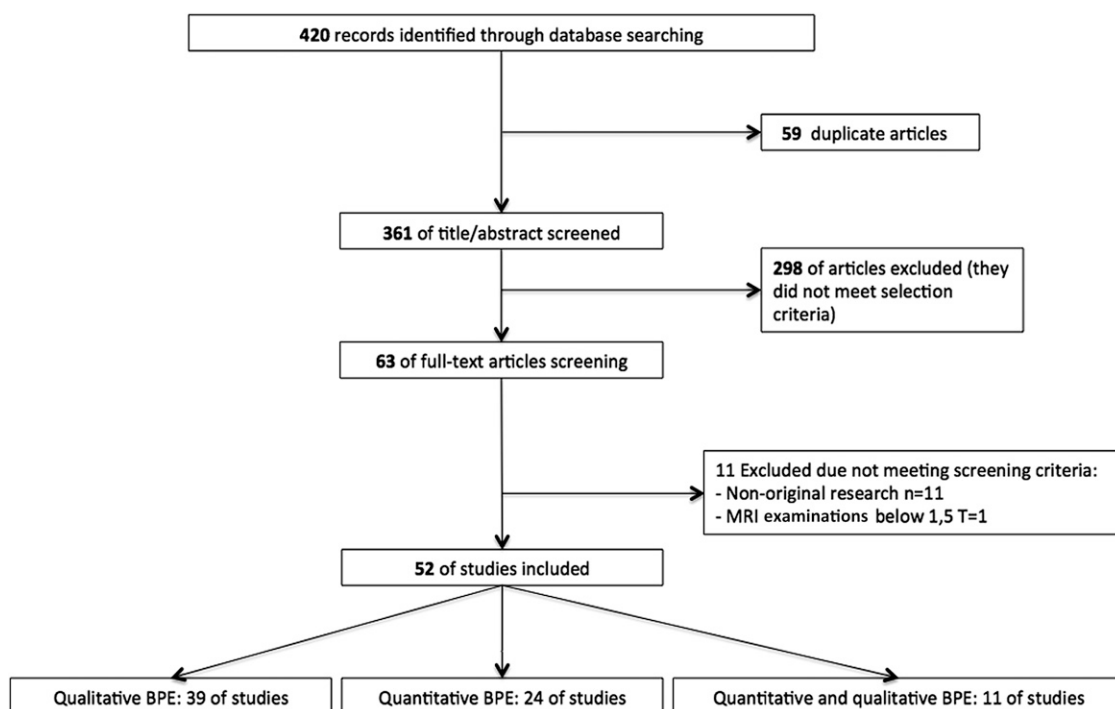 420 records identified through database searching
59 duplicate articles
361 of title/abstract screened
298 of articles excluded (they
did not meet selection
criteria)
63 of full-text articles screening
11 Excluded due not meeting screening criteria:
- Non-original research n=11
- MRI examinations below 1,5 T=1
52 of studies included
Qualitative BPE: 39 of studies
Quantitative BPE: 24 of studies
Quantitative and qualitative BPE: 11 of studies